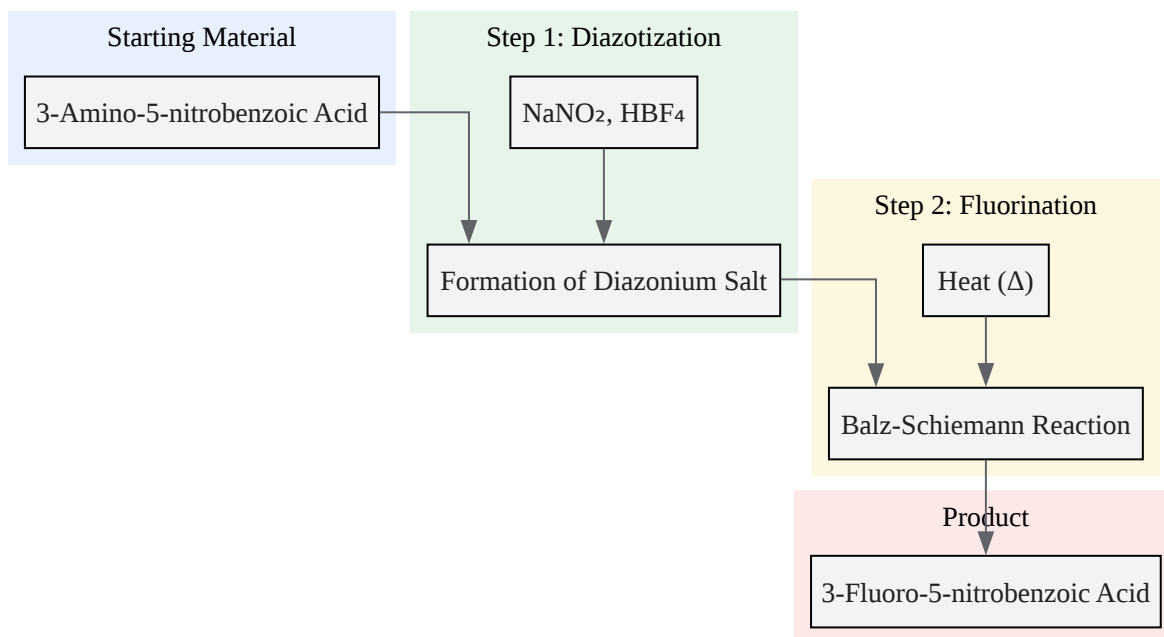 Starting Material
3-Amino-5-nitrobenzoic Acid
Step 1: Diazotization
NaNO₂, HBF₄
Formation of Diazonium Salt
Step 2: Fluorination
Heat (Δ)
Balz-Schiemann Reaction
Product
3-Fluoro-5-nitrobenzoic Acid